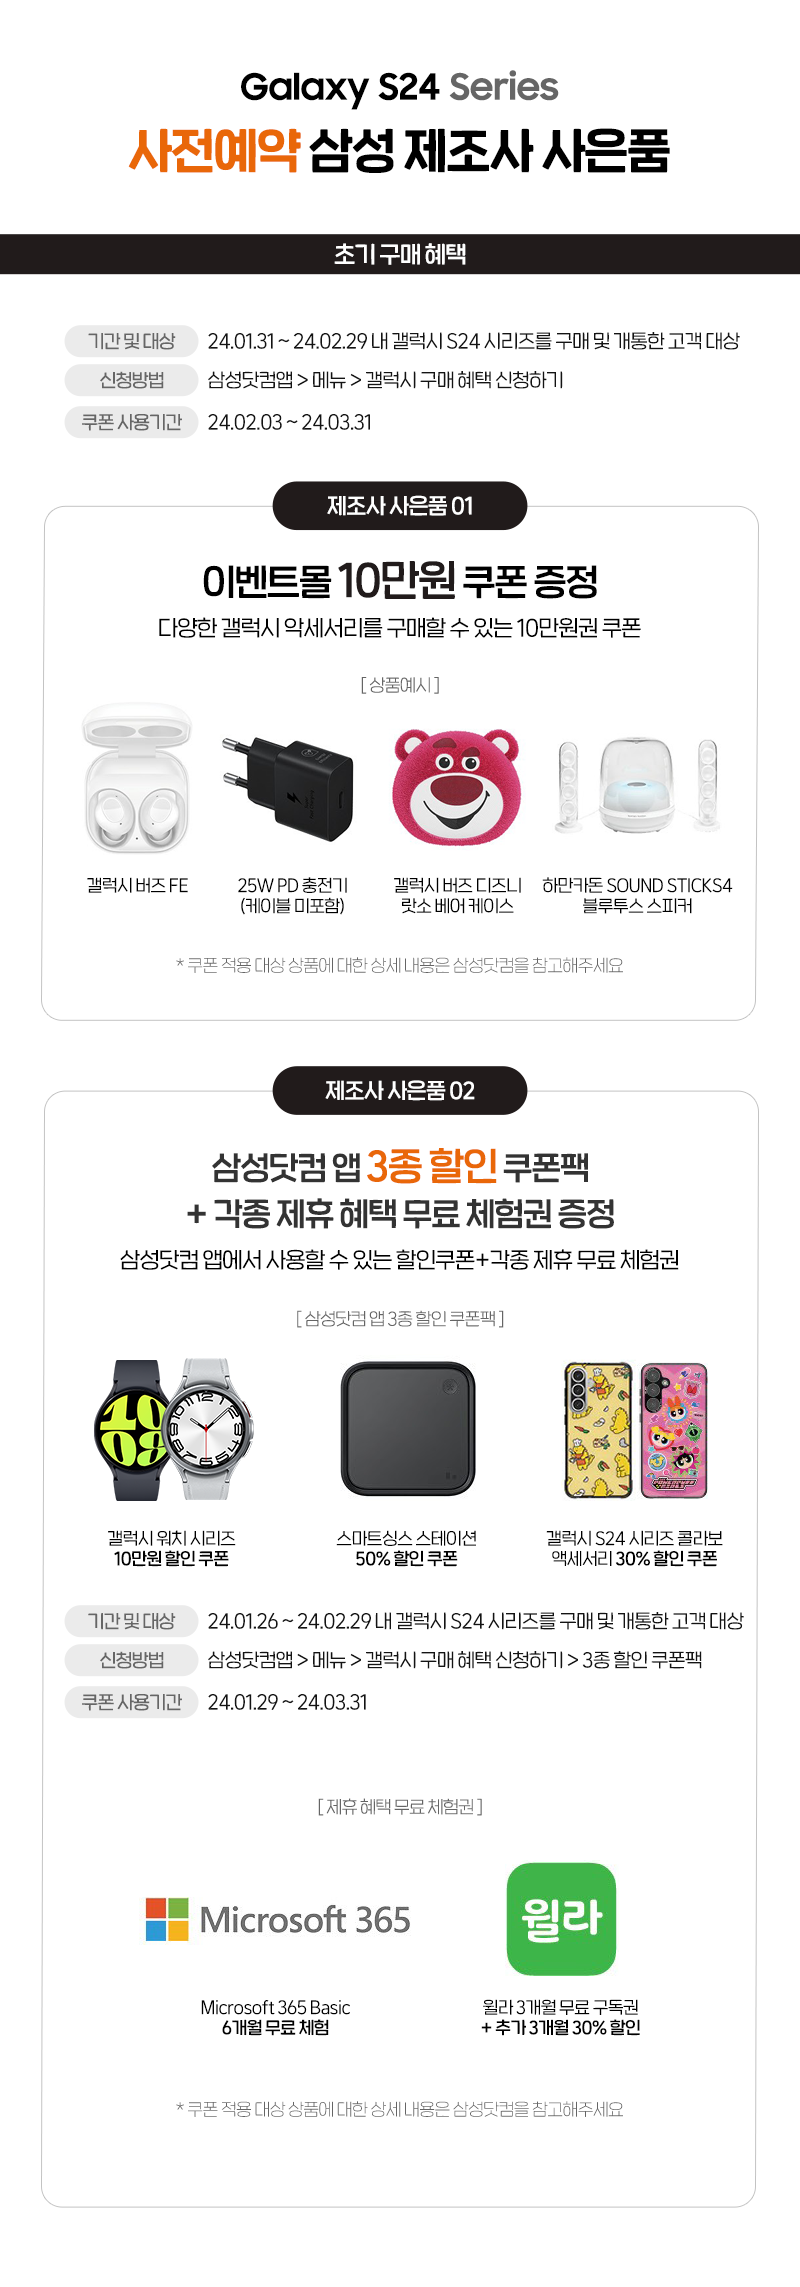 Galaxy S24 Series
사전예약 삼성 제조사 사은품
초기 구매 혜택
기간 및 대상 24.01.31 ~ 24.02.29 내 갤럭시 S24 시리즈를 구매 및 개통한 고객 대상
신청방법 삼성닷컴앱 > 메뉴 > 갤럭시 구매 혜택 신청하기
쿠폰 사용기간 24.02.03 ~ 24.03.31
제조사 사은품 01
이벤트몰 10만원 쿠폰 증정
다양한 갤럭시 악세서리를 구매할 수 있는 10만원권 쿠폰
[ 상품예시 ]
갤럭시 버즈 FE
25W PD 충전기
(케이블 미포함)
갤럭시 버즈 디즈니
랏소 베어 케이스
하만카돈 SOUND STICKS4
블루투스 스피커
* 쿠폰 적용 대상 상품에 대한 상세 내용은 삼성닷컴을 참고해주세요
제조사 사은품 02
삼성닷컴 앱 3종 할인 쿠폰팩
+ 각종 제휴 혜택 무료 체험권 증정
삼성닷컴 앱에서 사용할 수 있는 할인쿠폰+각종 제휴 무료 체험권
[ 삼성닷컴 앱 3종 할인 쿠폰팩 ]
10
09
갤럭시 워치 시리즈
10만원 할인 쿠폰
스마트싱스 스테이션
50% 할인 쿠폰
갤럭시 S24 시리즈 콜라보
액세서리 30% 할인 쿠폰
기간 및 대상 24.01.26 ~ 24.02.29 내 갤럭시 S24 시리즈를 구매 및 개통한 고객 대상
신청방법 삼성닷컴앱 > 메뉴 > 갤럭시 구매 혜택 신청하기 > 3종 할인 쿠폰팩
쿠폰 사용기간 24.01.29 ~ 24.03.31
[ 제휴 혜택 무료 체험권 ]
Microsoft 365
윌라
Microsoft 365 Basic
6개월 무료 체험
윌라 3개월 무료 구독권
+ 추가 3개월 30% 할인
* 쿠폰 적용 대상 상품에 대한 상세 내용은 삼성닷컴을 참고해주세요